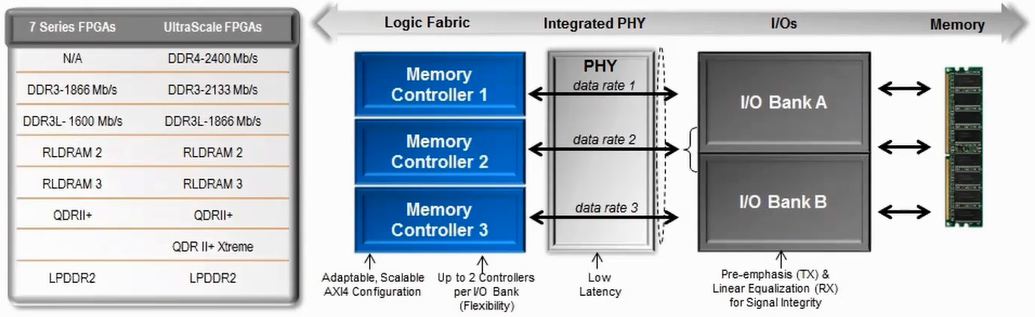 7 Series FPGAs UltraScale FPGAs
N/A DDR4-2400 Mb/s
DDR3-1866 Mb/s DDR3-2133 Mb/s
DDR3L- 1600 Mb/s DDR3L-1866 Mb/s
RLDRAM 2 RLDRAM 2
RLDRAM 3 RLDRAM 3
QDRII+ QDRII+
QDR II+ Xtreme
LPDDR2 LPDDR2
Logic Fabric Integrated PHY I/Os Memory
Memory
Controller 1
Memory
Controller 2
Memory
Controller 3
PHY
data rate 1
data rate 2
data rate 3
I/O Bank A
I/O Bank B
Adaptable, Scalable
AXI4 Configuration
Up to 2 Controllers
per I/O Bank
(Flexibility)
Low
Latency
Pre-emphasis (TX) &
Linear Equalization (RX)
for Signal Integrity